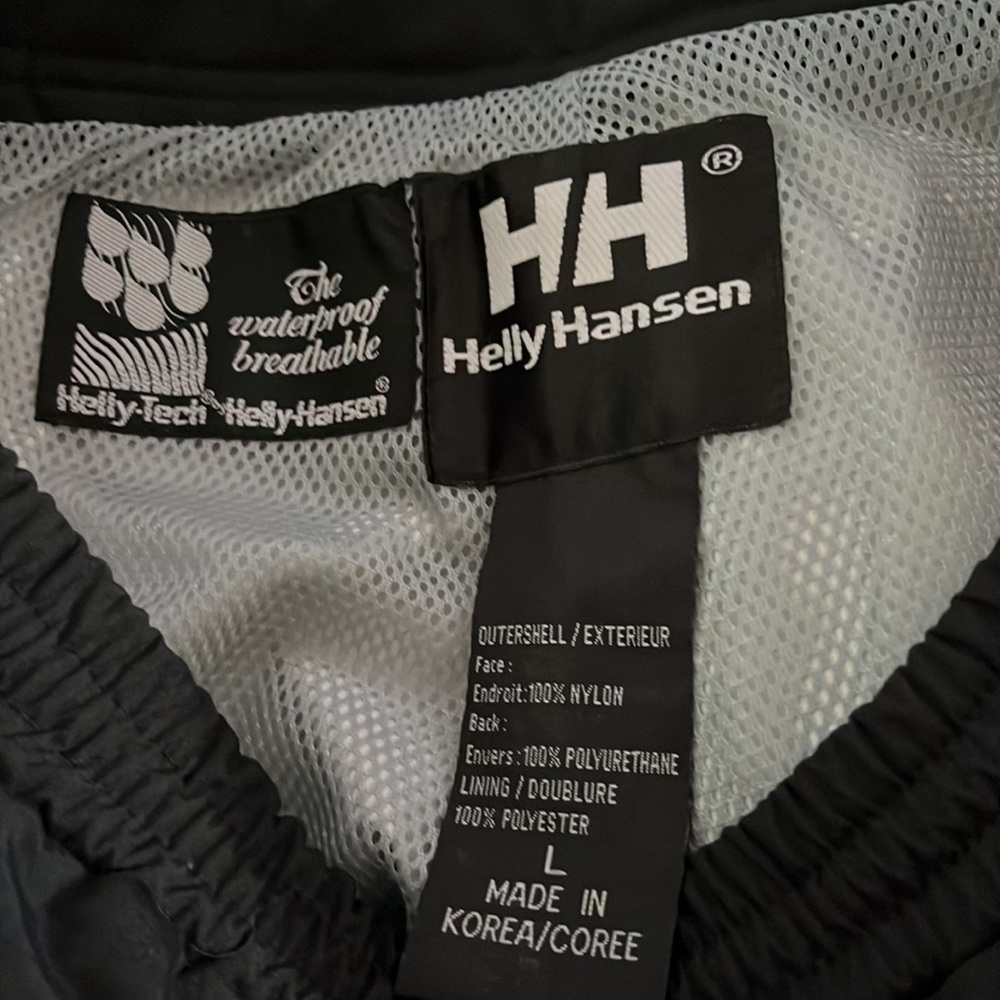 The
waterproof
breathable
Helly-Tech® Helly-Hansen®
HH®
Helly Hansen
OUTERSHELL / EXTERIEUR
Face :
Endroit:100% NYLON
Back :
Envers :100% POLYURETHANE
LINING / DOUBLURE
100% POLYESTER
L
MADE IN
KOREA/COREE